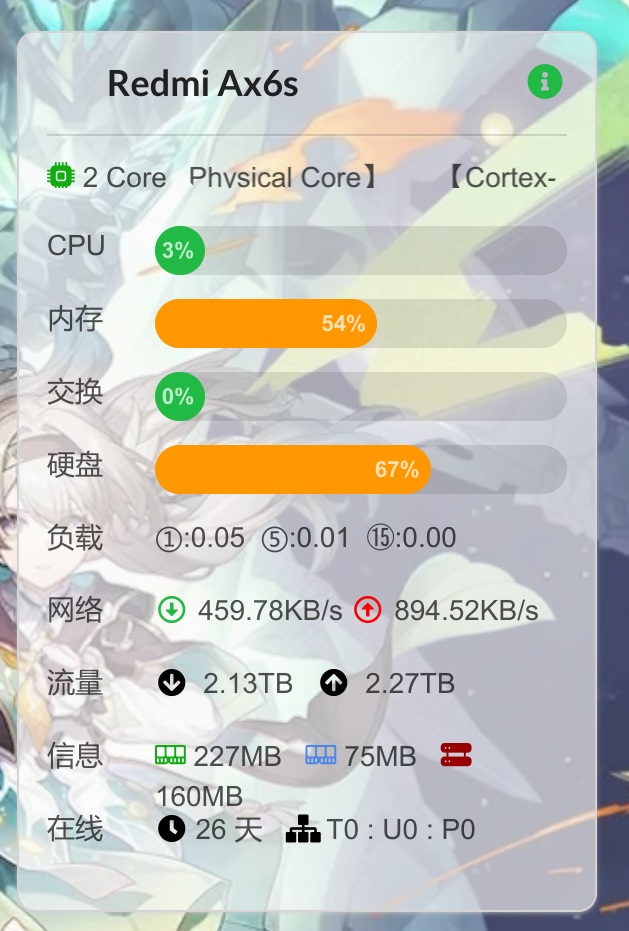 Redmi Ax6s
2 Core Physical Core】 【Cortex-
CPU 3%
内存 54%
交换 0%
硬盘 67%
负载 ①:0.05 ⑤:0.01 ⑮:0.00
网络 459.78KB/s 894.52KB/s
流量 2.13TB 2.27TB
信息 227MB 75MB
160MB
在线 26 天 T0 : U0 : P0